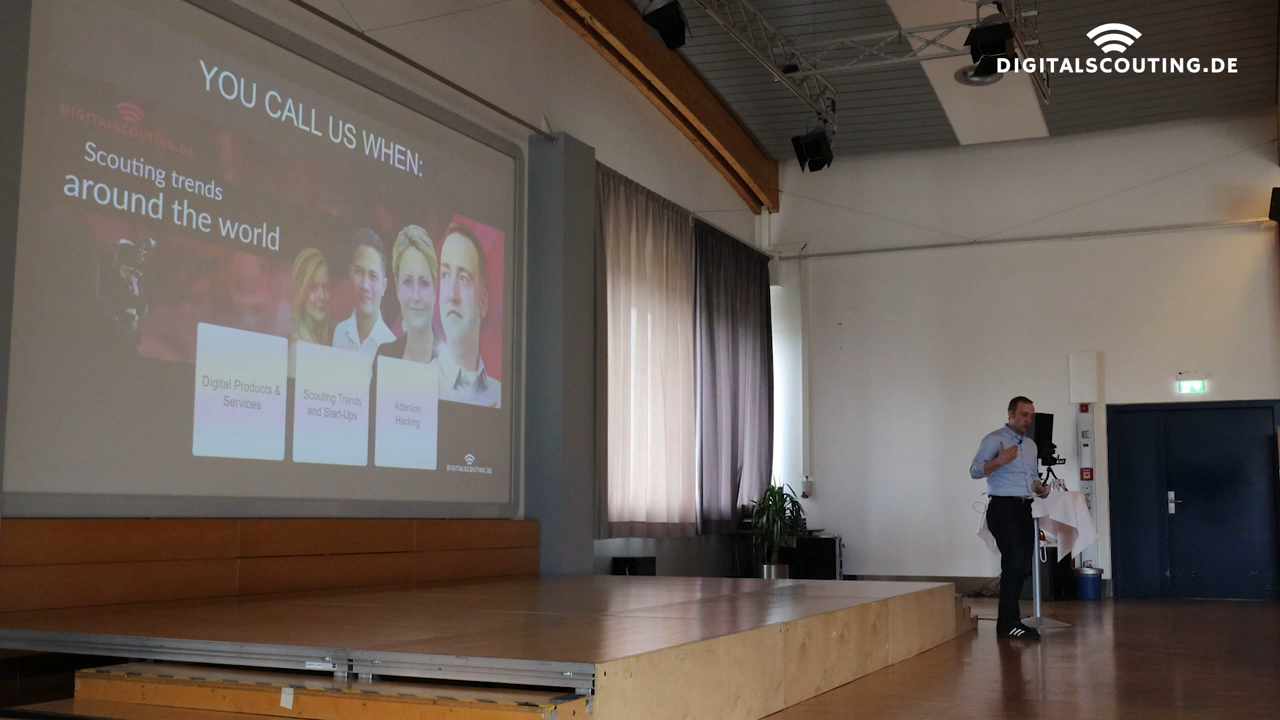 DIGITALSCOUTING.DE
YOU CALL US WHEN:
DIGITALSCOUTING.DE
Scouting trends
around the world
Digital Products &
Services
Scouting Trends
and Start-Ups
Attention
Hacking
DIGITALSCOUTING.DE